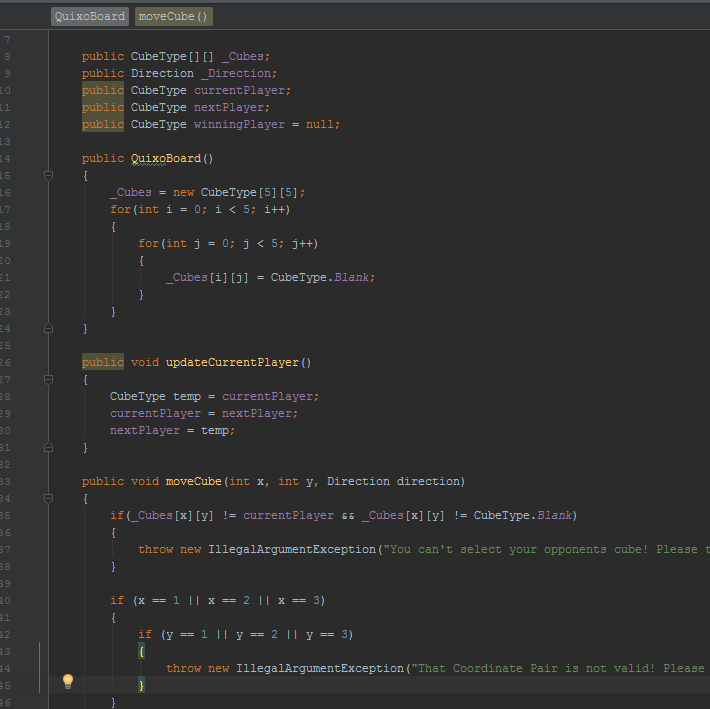 QuixoBoard moveCube()
7
8 public CubeType[][] _Cubes;
9 public Direction _Direction;
10 public CubeType currentPlayer;
11 public CubeType nextPlayer;
12 public CubeType winningPlayer = null;
13
14 public QuixoBoard()
15 {
16 _Cubes = new CubeType[5][5];
17 for(int i = 0; i < 5; i++)
18 {
19 for(int j = 0; j < 5; j++)
20 {
21 _Cubes[i][j] = CubeType.Blank;
22 }
23 }
24 }
25
26 public void updateCurrentPlayer()
27 {
28 CubeType temp = currentPlayer;
29 currentPlayer = nextPlayer;
30 nextPlayer = temp;
31 }
32
33 public void moveCube(int x, int y, Direction direction)
34 {
35 if(_Cubes[x][y] != currentPlayer && _Cubes[x][y] != CubeType.Blank)
36 {
37 throw new IllegalArgumentException("You can't select your opponents cube! Please t
38 }
39
40 if (x == 1 || x == 2 || x == 3)
41 {
42 if (y == 1 || y == 2 || y == 3)
43 {
44 throw new IllegalArgumentException("That Coordinate Pair is not valid! Please
45 }
46 }